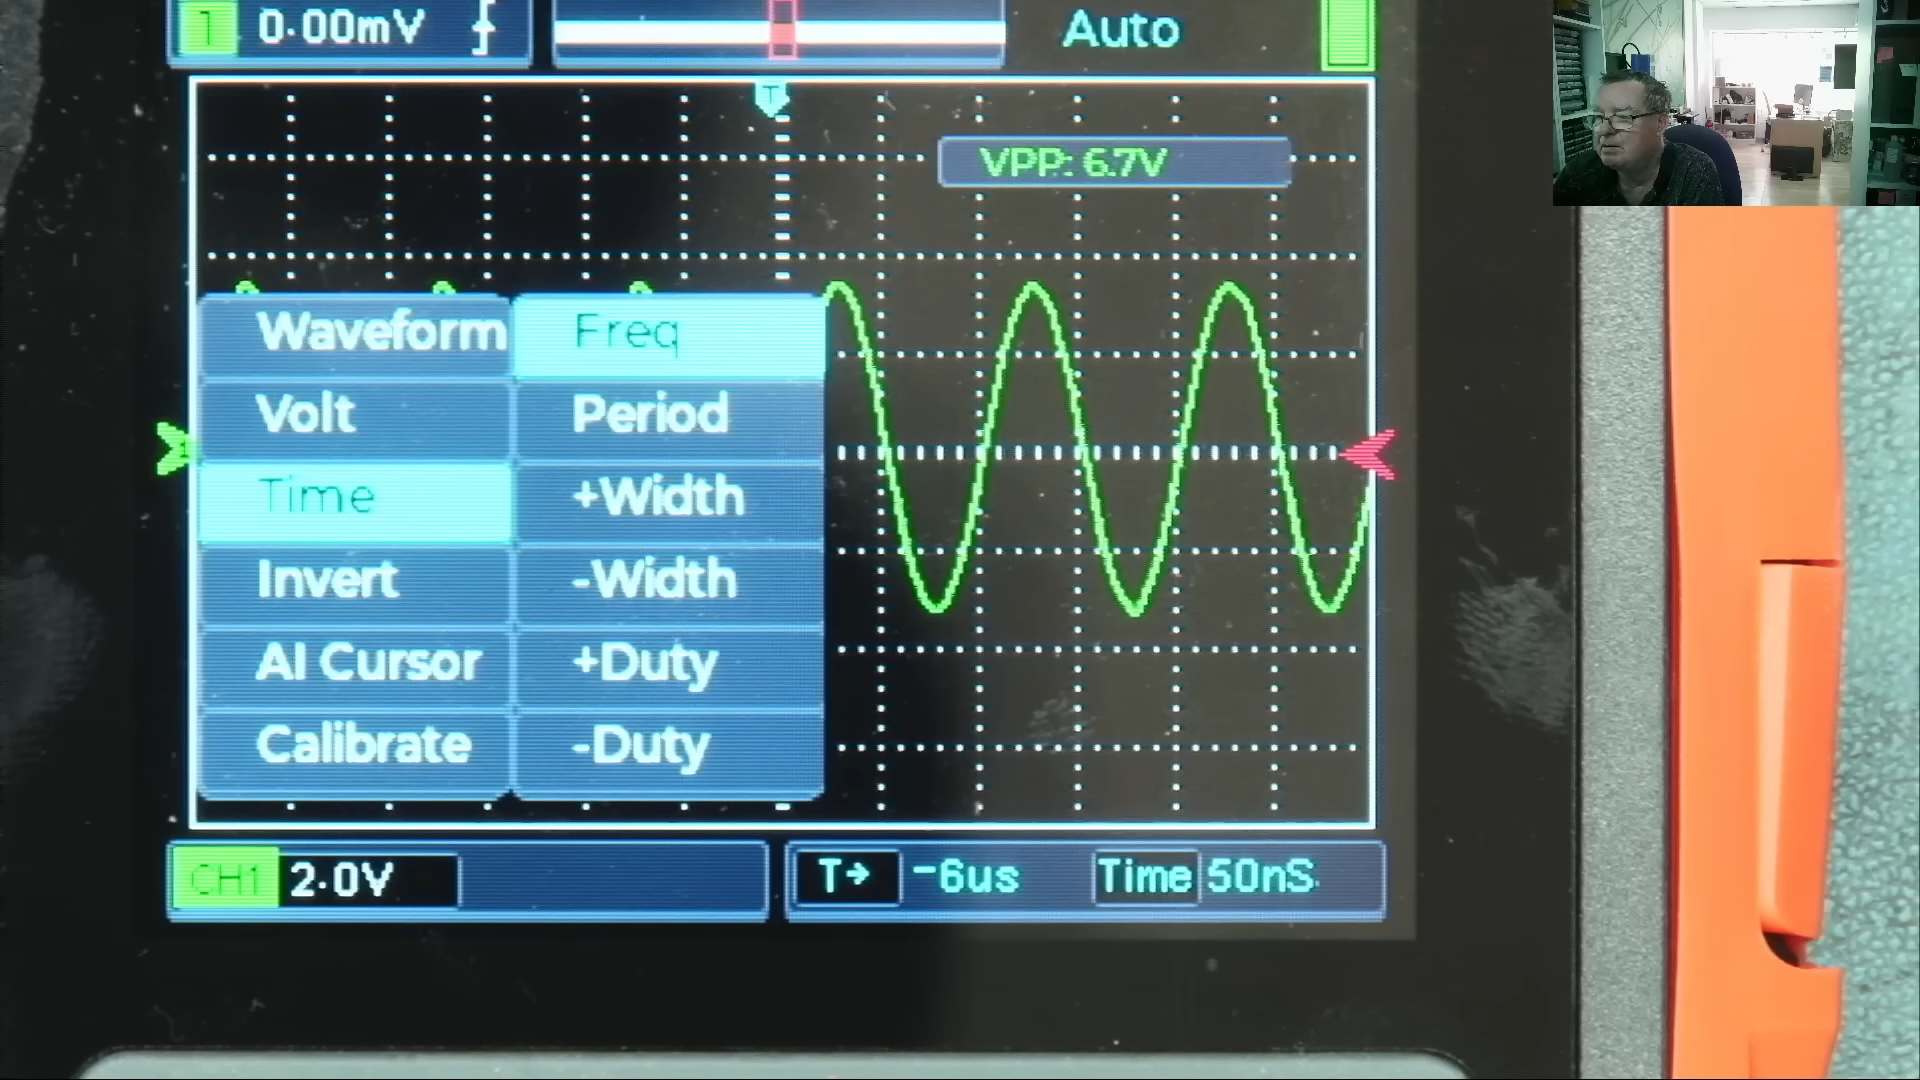 1 0.00mV
Auto
T
VPP: 6.7V
Waveform Freq
Volt Period
Time +Width
Invert -Width
AI Cursor +Duty
Calibrate -Duty
CH1 2.0V
T→ -6us Time 50nS